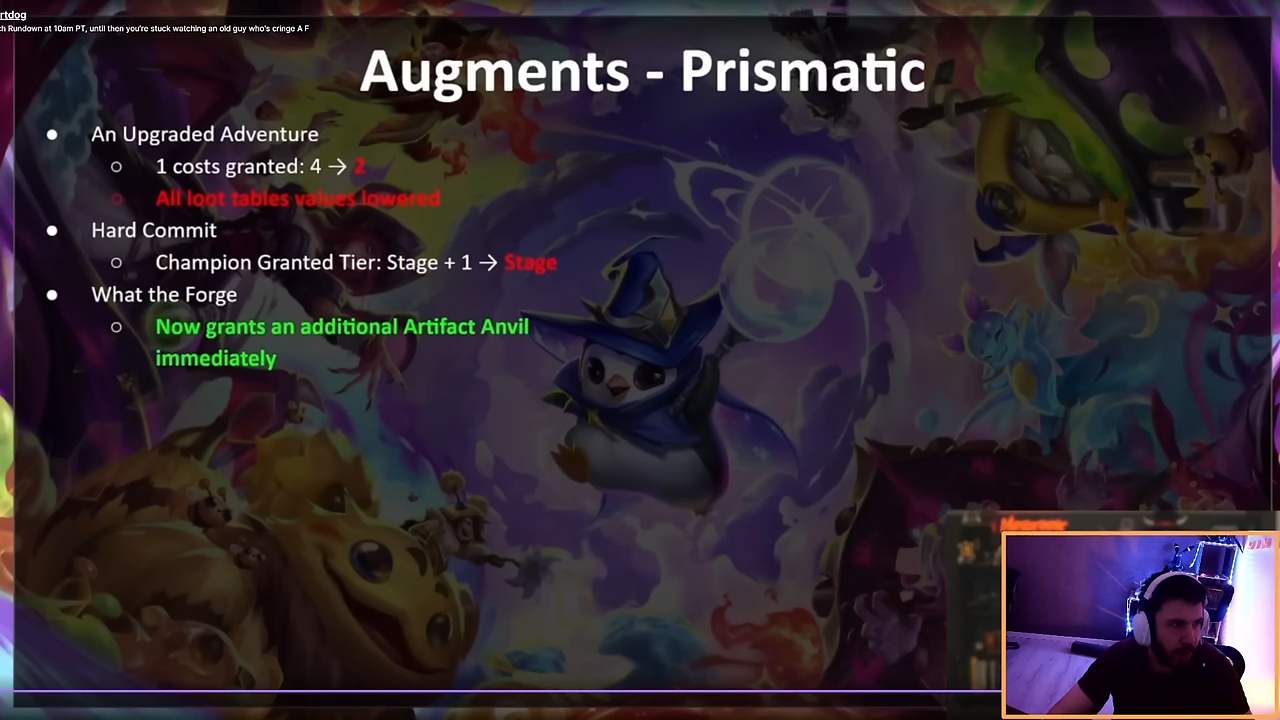 rtdog
ch Rundown at 10am PT, until then you're stuck watching an old guy who's cringe A F
Augments - Prismatic
● An Upgraded Adventure
○ 1 costs granted: 4 → 2
○ All loot tables values lowered
● Hard Commit
○ Champion Granted Tier: Stage + 1 → Stage
● What the Forge
○ Now grants an additional Artifact Anvil
immediately